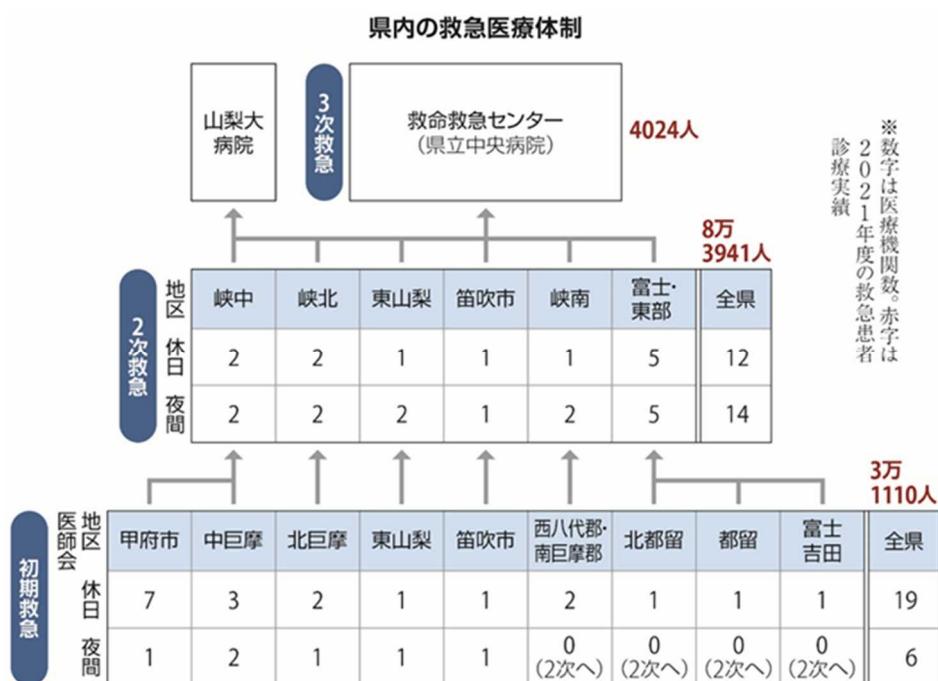 県内の救急医療体制
山梨大
病院
3次救急
救命救急センター
(県立中央病院)
4024人
※数字は医療機関数。赤字は
2021年度の救急患者
診療実績
8万
3941人
2次救急
地区 峡中 峡北 東山梨 笛吹市 峡南 富士・東部 全県
休日 2 2 1 1 1 5 12
夜間 2 2 2 1 2 5 14
3万
1110人
初期救急
地区医師会 甲府市 中巨摩 北巨摩 東山梨 笛吹市 西八代郡・南巨摩郡 北都留 都留 富士吉田 全県
休日 7 3 2 1 1 2 1 1 1 19
夜間 1 2 1 1 1 0(2次へ) 0(2次へ) 0(2次へ) 0(2次へ) 6